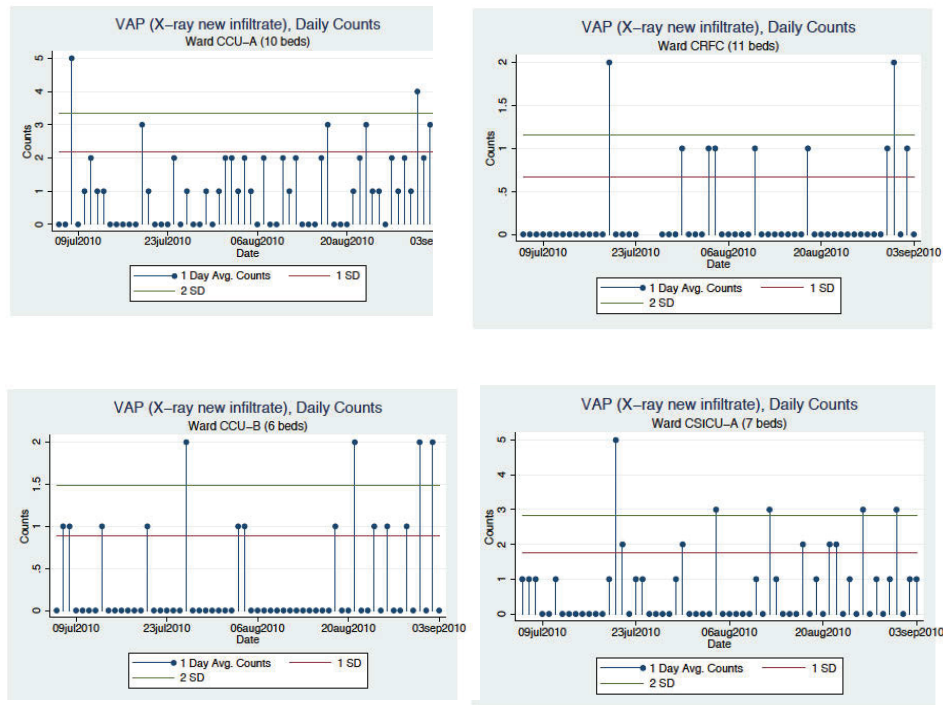 VAP (X-ray new infiltrate), Daily Counts
Ward CCU-A (10 beds)
5
4
3
2
1
0
Counts
09jul2010 23jul2010 06aug2010 20aug2010 03se
Date
1 Day Avg. Counts 1 SD
2 SD
VAP (X-ray new infiltrate), Daily Counts
Ward CRFC (11 beds)
2
1.5
1
.5
0
Counts
09jul2010 23jul2010 06aug2010 20aug2010 03sep2010
Date
1 Day Avg. Counts 1 SD
2 SD
VAP (X-ray new infiltrate), Daily Counts
Ward CCU-B (6 beds)
2
1.5
1
.5
0
Counts
09jul2010 23jul2010 06aug2010 20aug2010 03sep2010
Date
1 Day Avg. Counts 1 SD
2 SD
VAP (X-ray new infiltrate), Daily Counts
Ward CSICU-A (7 beds)
5
4
3
2
1
0
Counts
09jul2010 23jul2010 06aug2010 20aug2010 03sep2010
Date
1 Day Avg. Counts 1 SD
2 SD